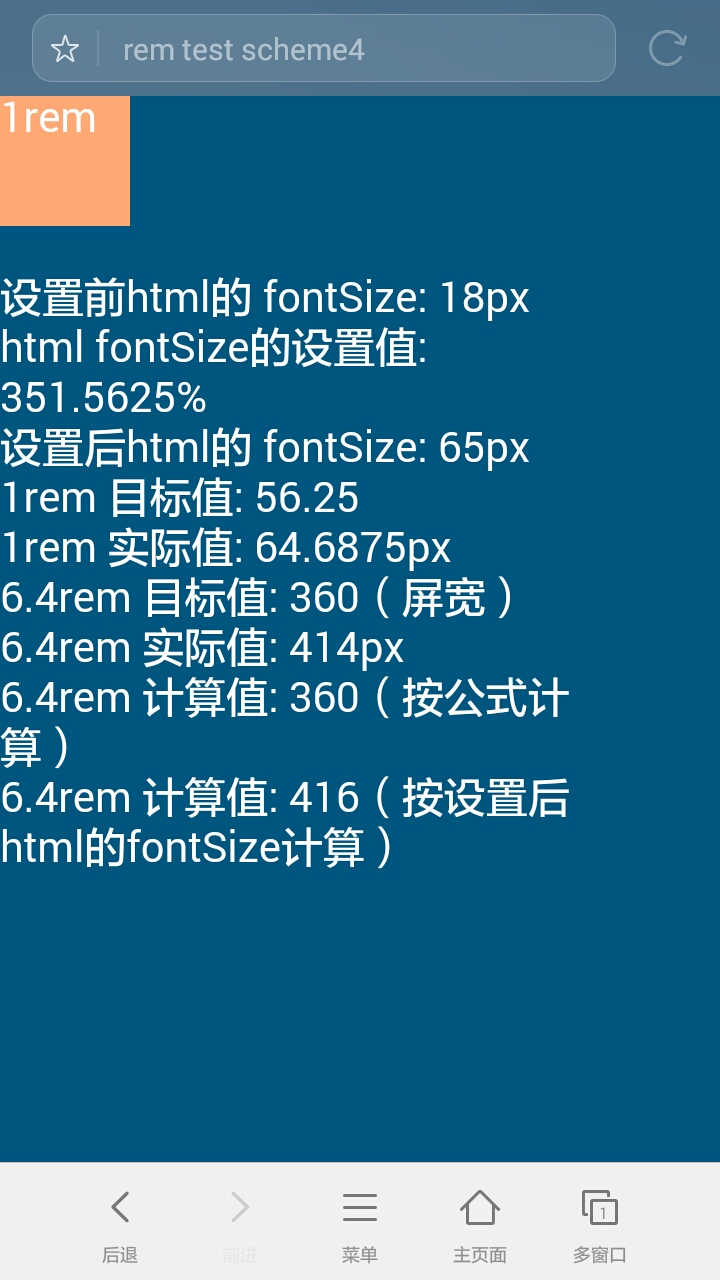 rem test scheme4
1rem
设置前html的 fontSize: 18px
html fontSize的设置值:
351.5625%
设置后html的 fontSize: 65px
1rem 目标值: 56.25
1rem 实际值: 64.6875px
6.4rem 目标值: 360（屏宽）
6.4rem 实际值: 414px
6.4rem 计算值: 360（按公式计
算）
6.4rem 计算值: 416（按设置后
html的fontSize计算）
1
后退 前进 菜单 主页面 多窗口